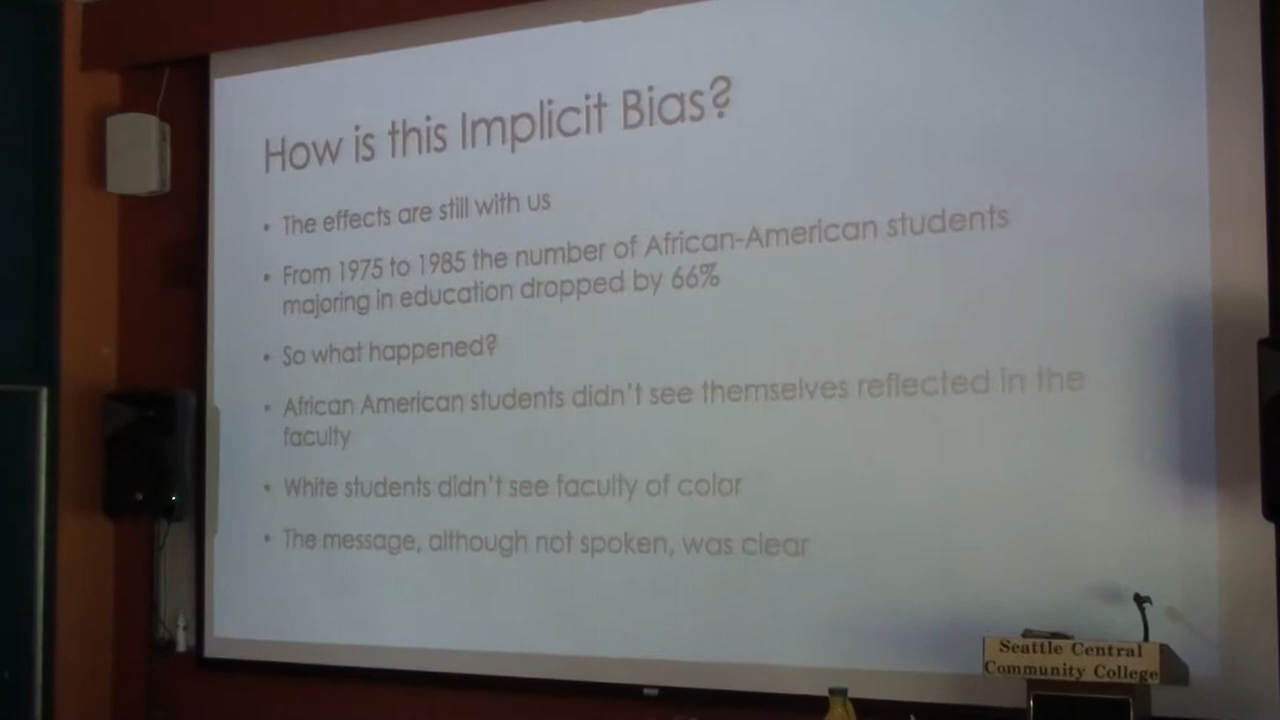 How is this Implicit Bias?
• The effects are still with us
• From 1975 to 1985 the number of African-American students
majoring in education dropped by 66%
• So what happened?
• African American students didn't see themselves reflected in the
faculty
• White students didn't see faculty of color
• The message, although not spoken, was clear
Seattle Central
Community College